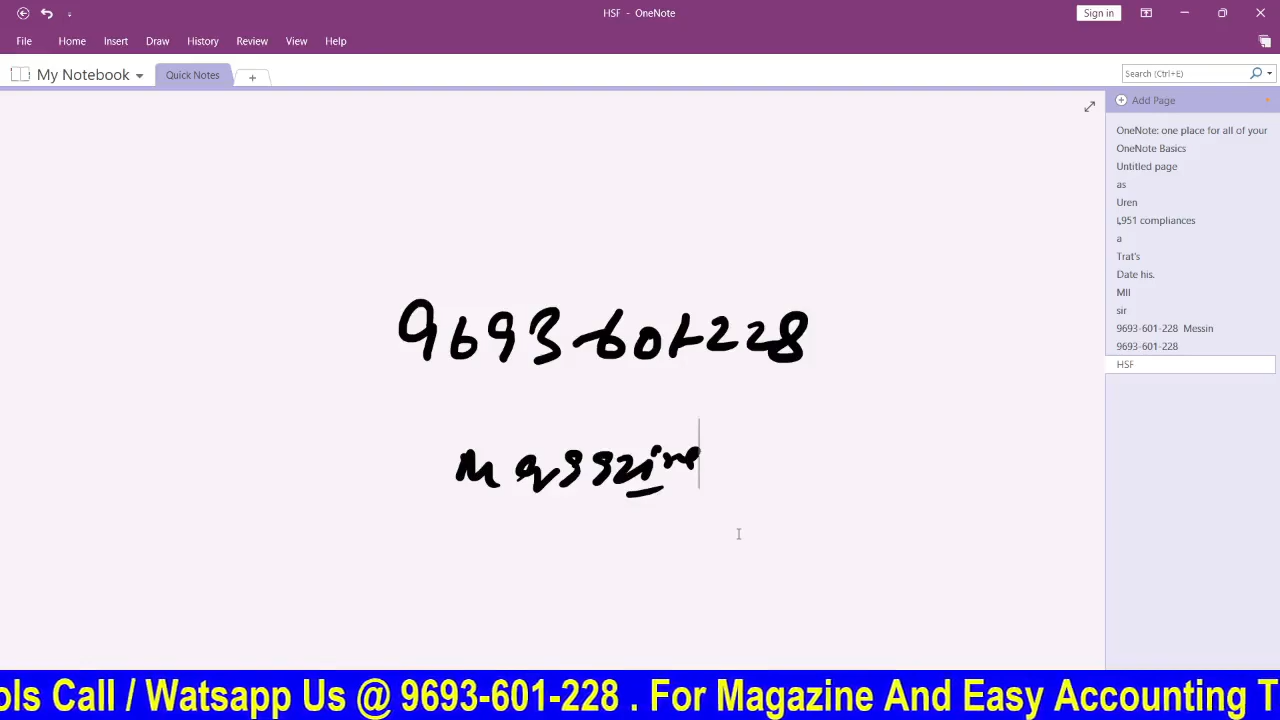 HSF - OneNote
Sign in
File Home Insert Draw History Review View Help
My Notebook Quick Notes
Search (Ctrl+E)
Add Page
OneNote: one place for all of your
OneNote Basics
Untitled page
as
Uren
ι,951 compliances
a
Trat's
Date his.
MII
sir
9693-601-228 Messin
9693-601-228
HSF
9693-601-228
Magazine
ols Call / Watsapp Us @ 9693-601-228 . For Magazine And Easy Accounting T